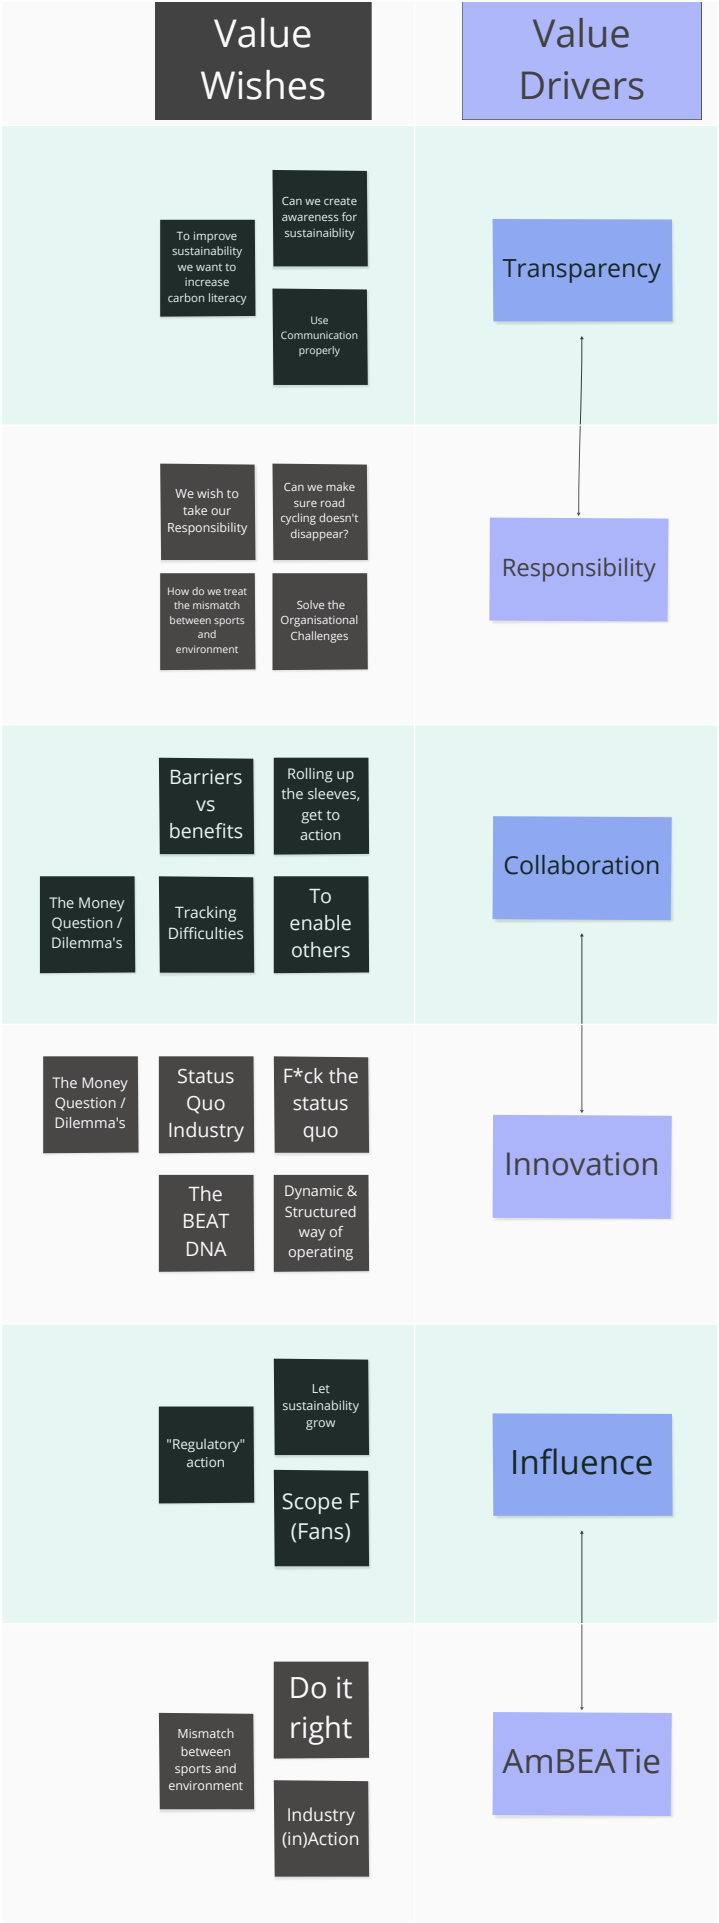 Value
Wishes
Value
Drivers
To improve
sustainability
we want to
increase
carbon literacy
Can we create
awareness for
sustainaiblity
Use
Communication
properly
Transparency
We wish to
take our
Responsibility
Can we make
sure road
cycling doesn't
disappear?
How do we treat
the mismatch
between sports
and
environment
Solve the
Organisational
Challenges
Responsibility
Barriers
vs
benefits
Rolling up
the sleeves,
get to
action
The Money
Question /
Dilemma's
Tracking
Difficulties
To
enable
others
Collaboration
The Money
Question /
Dilemma's
Status
Quo
Industry
F*ck the
status
quo
The
BEAT
DNA
Dynamic &
Structured
way of
operating
Innovation
"Regulatory"
action
Let
sustainability
grow
Scope F
(Fans)
Influence
Mismatch
between
sports and
environment
Do it
right
Industry
(in)Action
AmBEATie